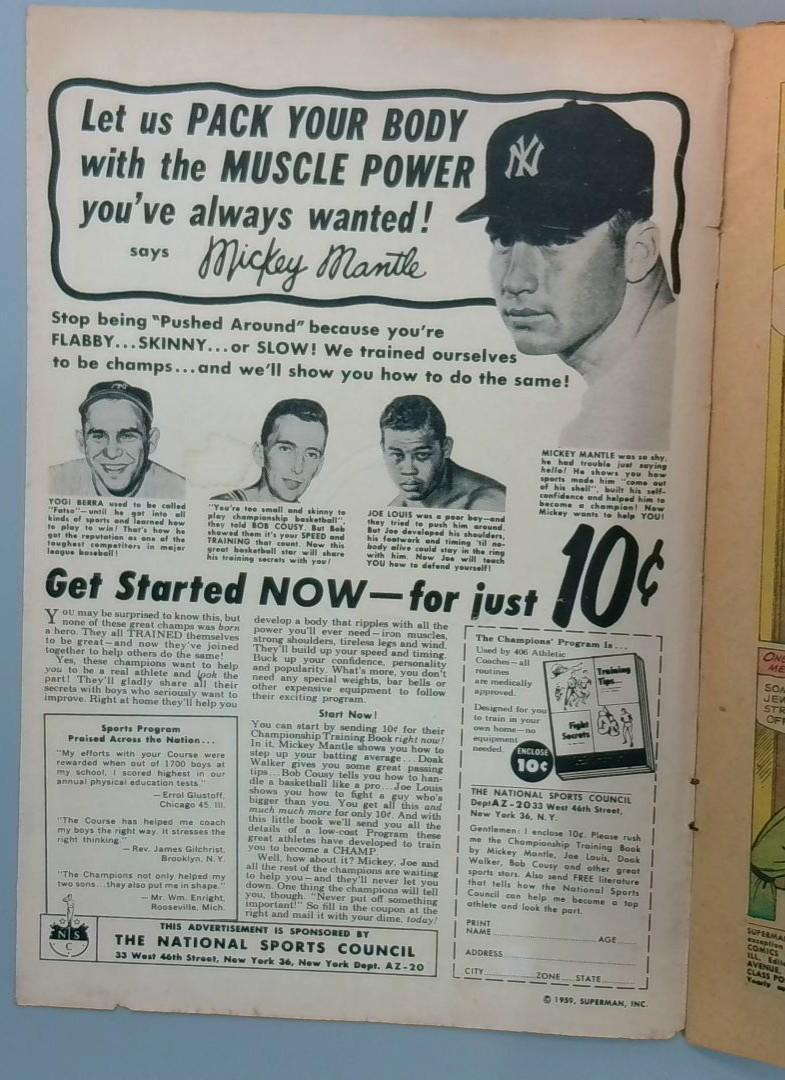 Let us PACK YOUR BODY
with the MUSCLE POWER
you've always wanted!
says Mickey Mantle
NY
Stop being "Pushed Around" because you're
FLABBY...SKINNY...or SLOW! We trained ourselves
to be champs...and we'll show you how to do the same!
YOGI BERRA used to be called
"Fatso"—until he got into all
kinds of sports and learned how
to play to win! That's how he
got the reputation as one of the
toughest competitors in major
league baseball!
"You're too small and skinny to
play championship basketball",
they told BOB COUSY. But Bob
showed them it's your SPEED and
TRAINING that count. Now this
great basketball star will share
his training secrets with you!
JOE LOUIS was a poor boy—and
they tried to push him around.
But Joe developed his shoulders,
his footwork and timing 'til no-
body alive could stay in the ring
with him. Now Joe will teach
YOU how to defend yourself!
MICKEY MANTLE was so shy,
he had trouble just saying
hello! He shows you how
sports made him "come out
of his shell", built his self-
confidence and helped him to
become a champion! Now
Mickey wants to help YOU!
Get Started NOW—for just 10¢
You may be surprised to know this, but
none of these great champs was born
a hero. They all TRAINED themselves
to be great—and now they've joined
together to help others do the same!
Yes, these champions want to help
you to be a real athlete and look the
part! They'll gladly share all their
secrets with boys who seriously want to
improve. Right at home they'll help you
develop a body that ripples with all the
power you'll ever need—iron muscles,
strong shoulders, tireless legs and wind.
They'll build up your speed and timing.
Buck up your confidence, personality
and popularity. What's more, you don't
need any special weights, bar bells or
other expensive equipment to follow
their exciting program.
Start Now!
You can start by sending 10¢ for their
Championship Training Book right now!
In it, Mickey Mantle shows you how to
step up your batting average...Doak
Walker gives you some great passing
tips...Bob Cousy tells you how to han-
dle a basketball like a pro...Joe Louis
shows you how to fight a guy who's
bigger than you. You get all this and
much much more for only 10¢. And with
this little book we'll send you all the
details of a low-cost Program these
great athletes have developed to train
you to become a CHAMP
Well, how about it? Mickey, Joe and
all the rest of the champions are waiting
to help you—and they'll never let you
down. One thing the champions will tell
you, though. "Never put off something
important!" So fill in the coupon at the
right and mail it with your dime, today!
Sports Program
Praised Across the Nation...
"My efforts with your Course were
rewarded when out of 1700 boys at
my school, I scored highest in our
annual physical education tests."
—Errol Glustoff,
Chicago 45, Ill.
"The Course has helped me coach
my boys the right way. It stresses the
right thinking."
—Rev. James Gilchrist,
Brooklyn, N.Y.
"The Champions not only helped my
two sons...they also put me in shape."
— Mr. Wm. Enright,
Rooseville, Mich.
NSC
THIS ADVERTISEMENT IS SPONSORED BY
THE NATIONAL SPORTS COUNCIL
33 West 46th Street, New York 36, New York Dept. AZ-20
The Champions' Program Is...
Used by 406 Athletic
Coaches—all
routines
are medically
approved.
Designed for you
to train in your
own home—no
equipment
needed.
Training
Tips
Fight
Secrets
ENCLOSE
10¢
THE NATIONAL SPORTS COUNCIL
Dept AZ-20 33 West 46th Street,
New York 36, N. Y.
Gentlemen: I enclose 10¢. Please rush
me the Championship Training Book
by Mickey Mantle, Joe Louis, Doak
Walker, Bob Cousy and other great
sports stars. Also send FREE literature
that tells how the National Sports
Council can help me become a top
athlete and look the part.
PRINT
NAME AGE
ADDRESS
CITY ZONE STATE
© 1959, SUPERMAN, INC.
ONC
ME
SOM
JEW
STR
OFF
SUPERMA
exception
COMICS
ILL. Edit
AVENUE,
CLASS PO
Yearly su